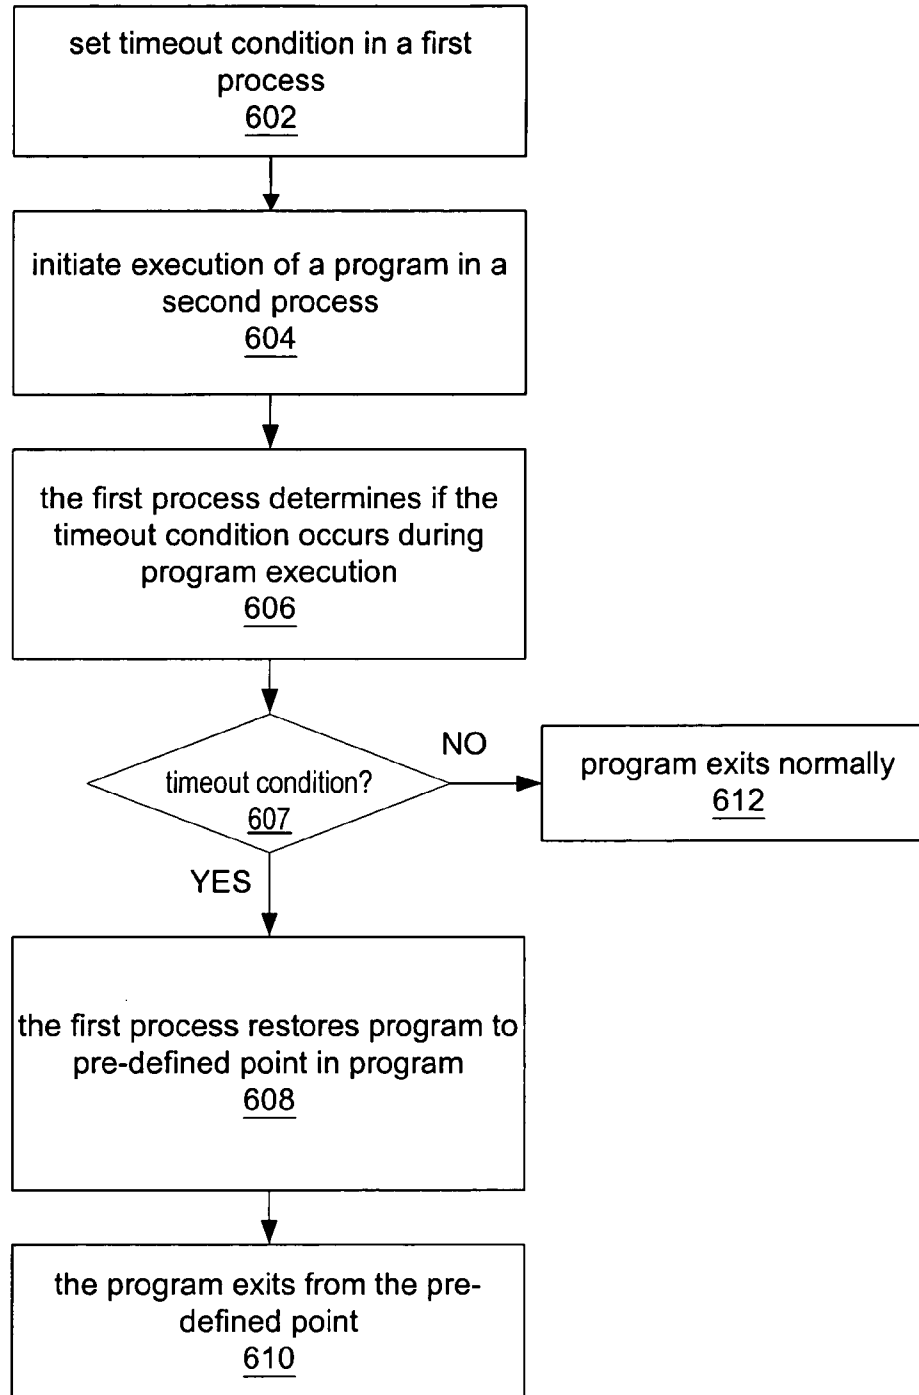 set timeout condition in a first
process
602
initiate execution of a program in a
second process
604
the first process determines if the
timeout condition occurs during
program execution
606
timeout condition?
607
NO
program exits normally
612
YES
the first process restores program to
pre-defined point in program
608
the program exits from the pre-
defined point
610